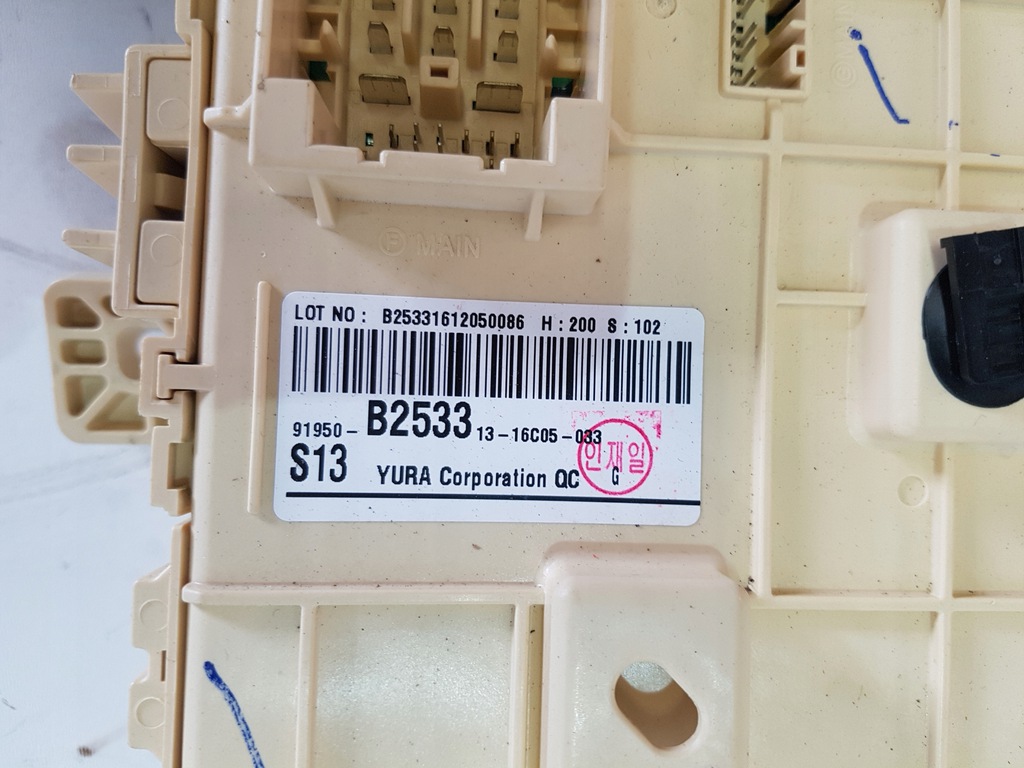 F MAIN
LOT NO : B25331612050086 H : 200 S : 102
91950 - B2533 13 - 16C05 - 033
S13 YURA Corporation QC G
인재일